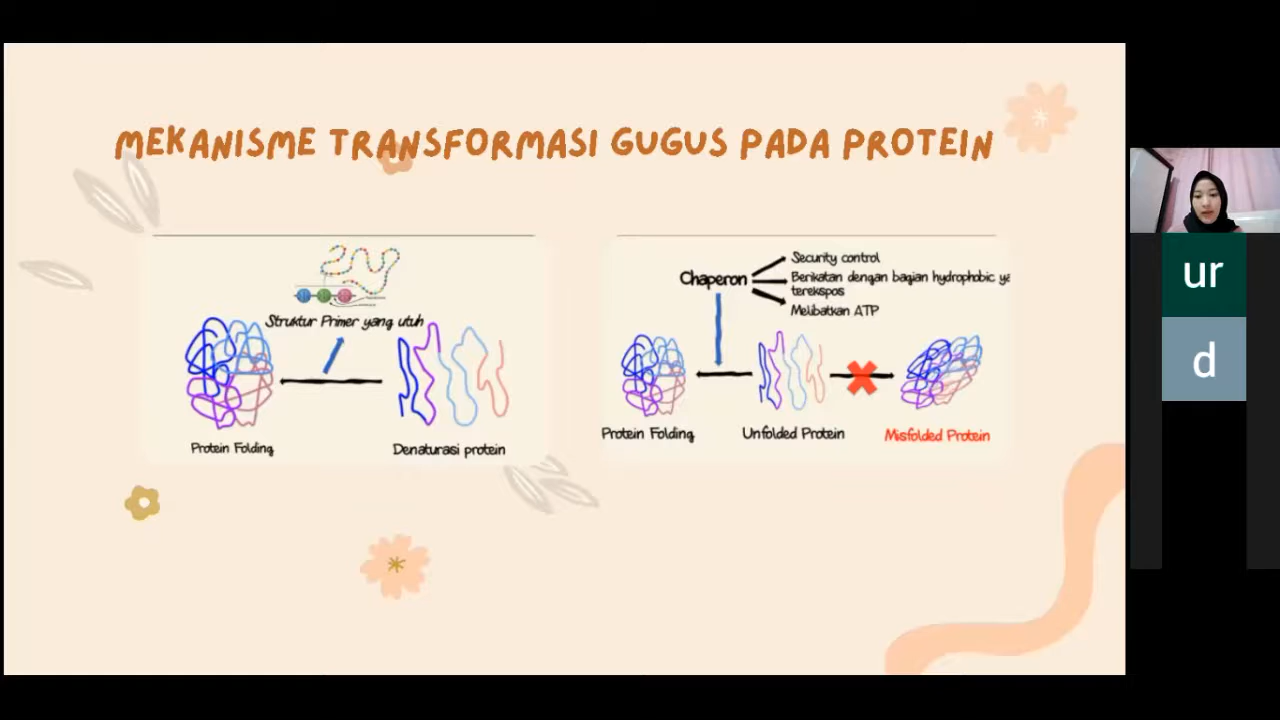 MEKANISME TRANSFORMASI GUGUS PADA PROTEIN
Struktur Primer yang utuh
Protein Folding
Denaturasi protein
Chaperon
Security control
Berikatan dengan bagian hydrophobic
terekspos
Melibatkan ATP
Protein Folding
Unfolded Protein
Misfolded Protein
ur
d